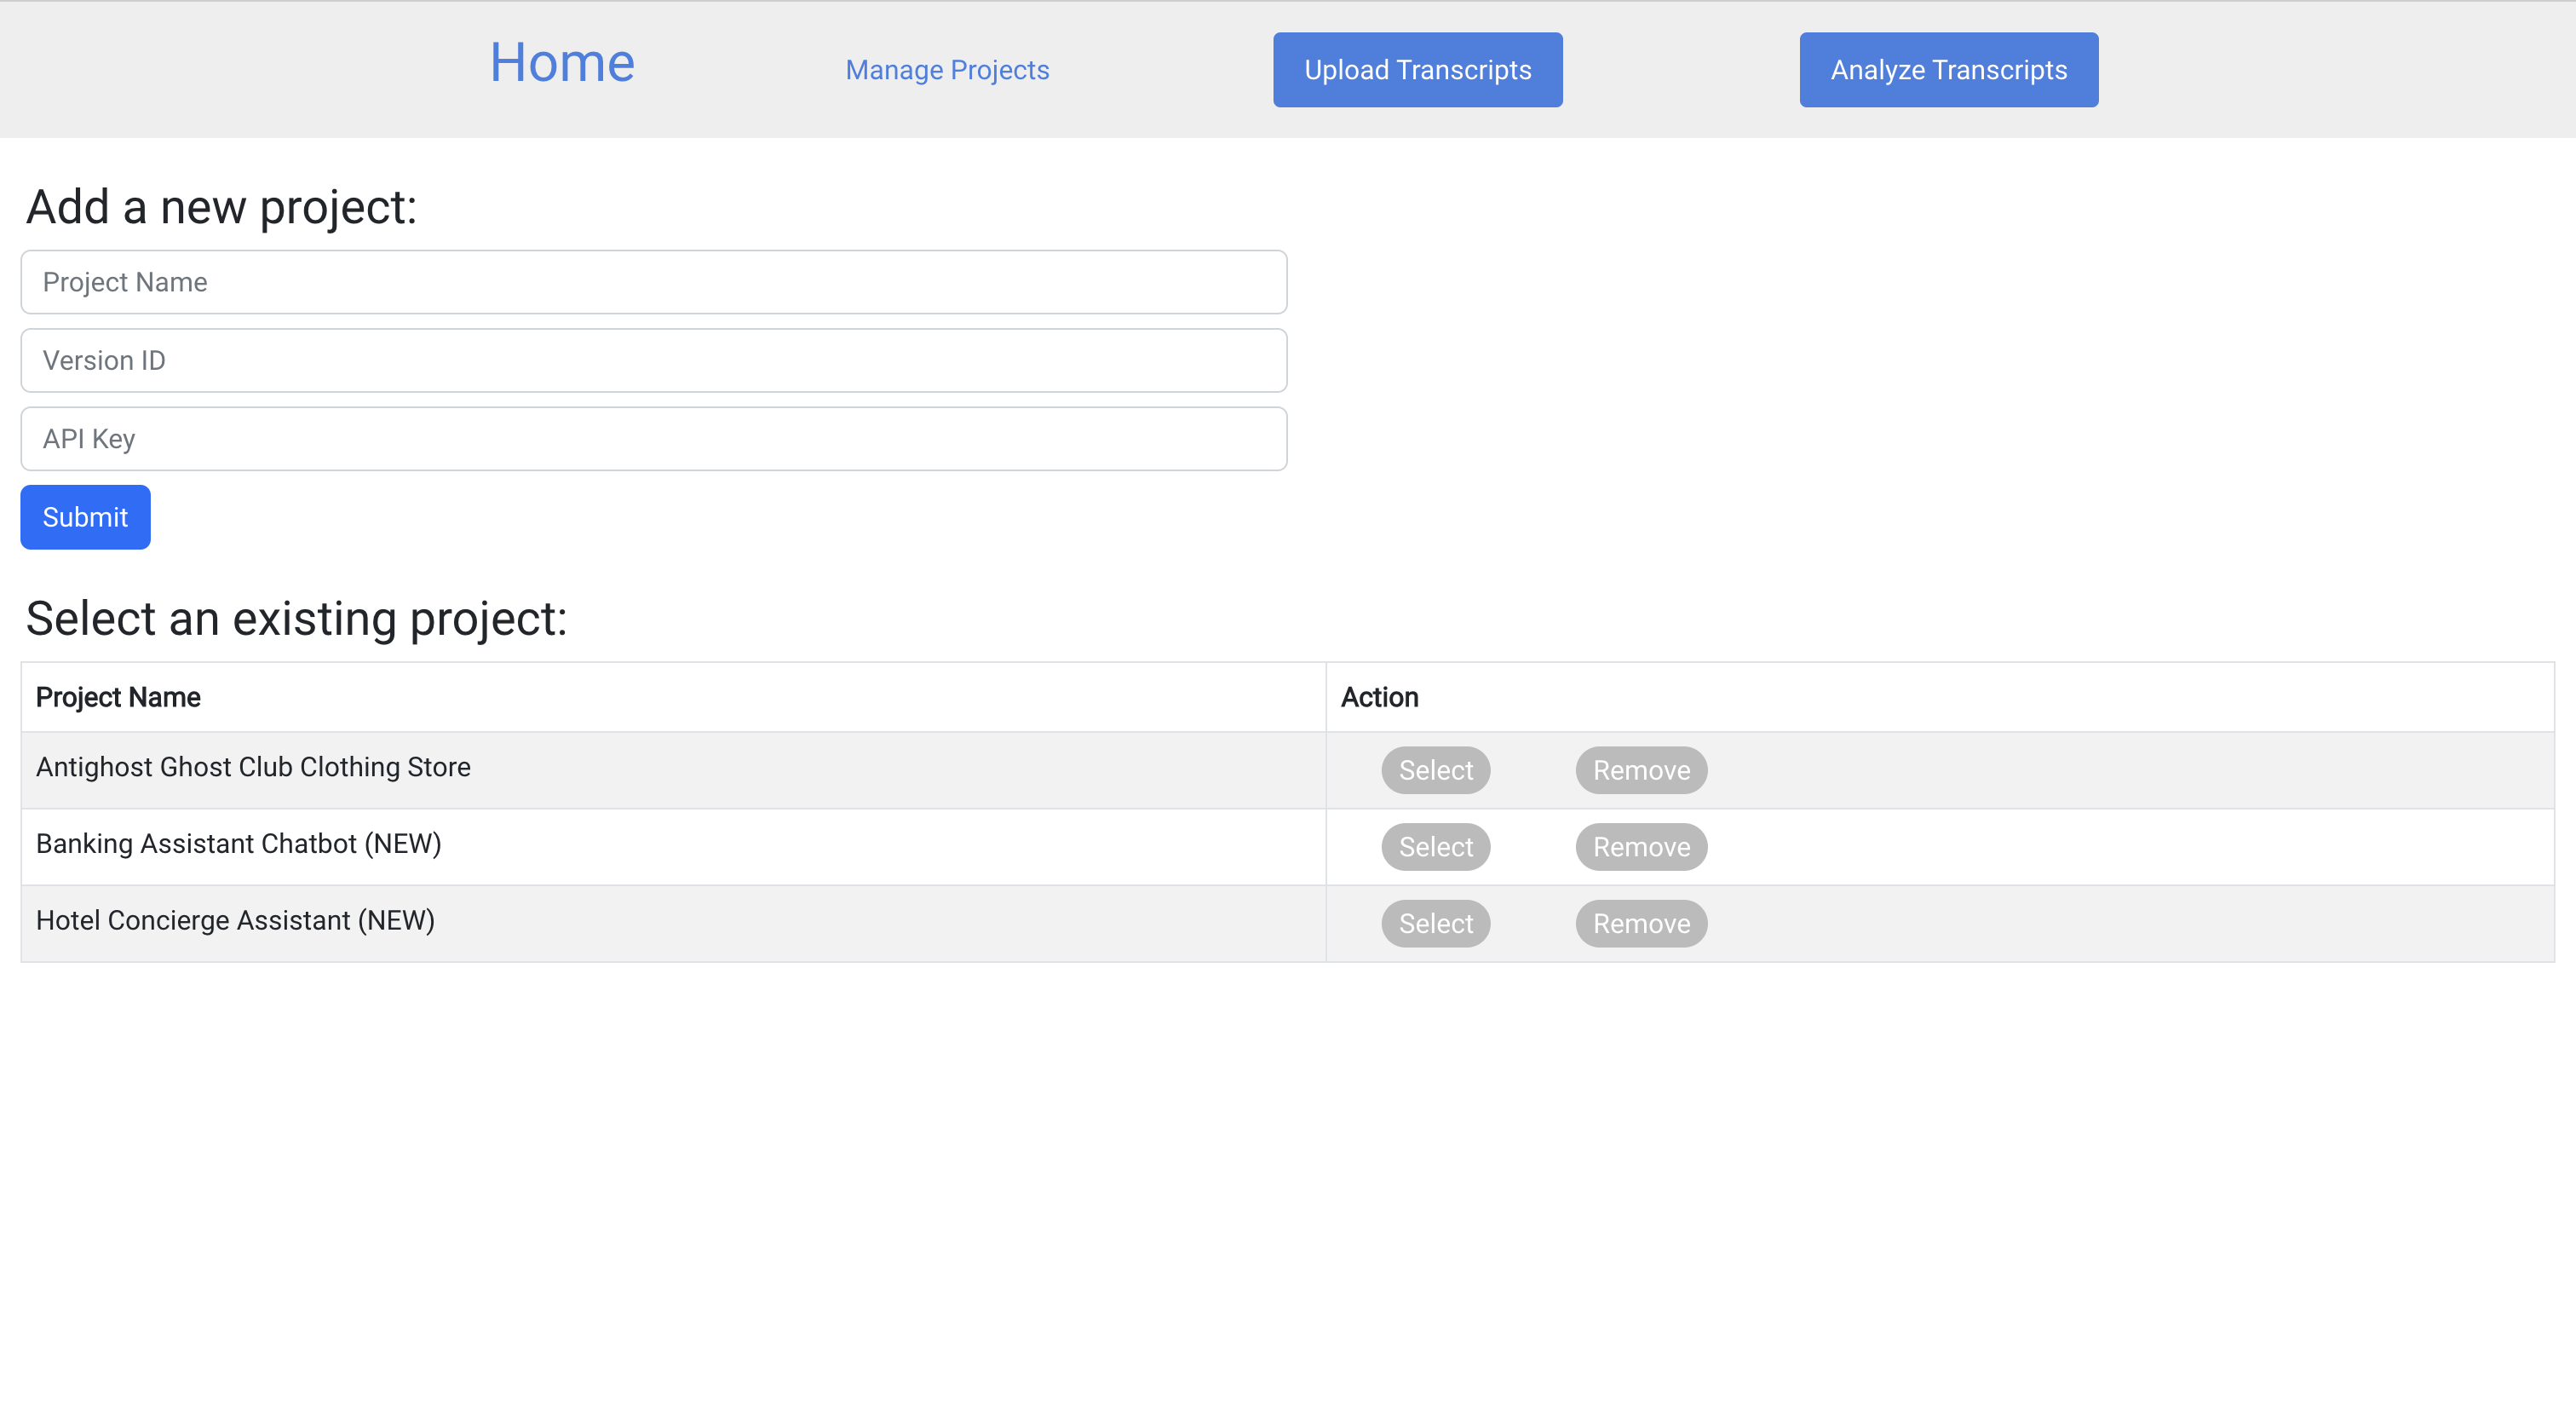 Home
Manage Projects
Upload Transcripts
Analyze Transcripts
Add a new project:
Project Name
Version ID
API Key
Submit
Select an existing project:
Project Name Action
Antighost Ghost Club Clothing Store Select Remove
Banking Assistant Chatbot (NEW) Select Remove
Hotel Concierge Assistant (NEW) Select Remove